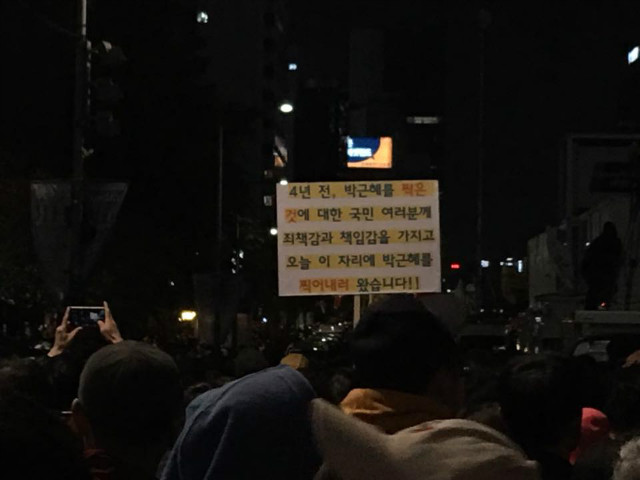 4년 전, 박근혜를 찍은
것에 대한 국민 여러분께
죄책감과 책임감을 가지고
오늘 이 자리에 박근혜를
찍어내러 왔습니다!!